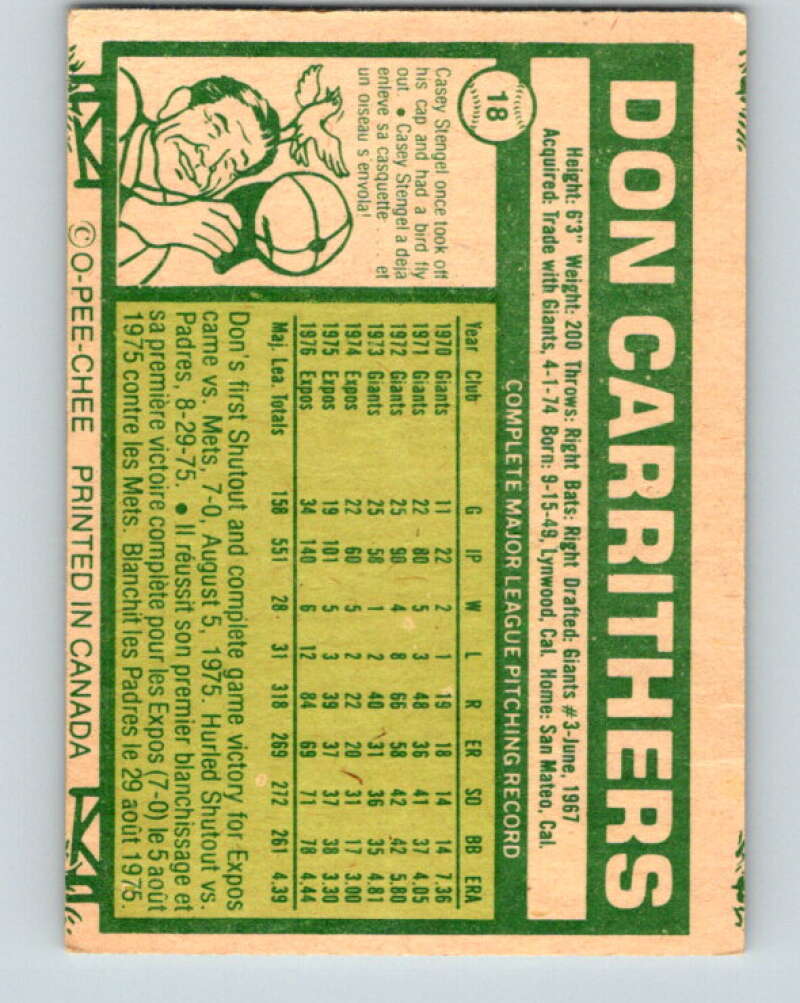 DON CARRITHERS
Height: 6'3" Weight: 200 Throws: Right Bats: Right Drafted: Giants #3-June, 1967
Acquired: Trade with Giants, 4-1-74 Born: 9-15-49, Lynwood, Cal. Home: San Mateo, Cal.
18
COMPLETE MAJOR LEAGUE PITCHING RECORD
Casey Stengel once took off
his cap and had a bird fly
out. • Casey Stengel a deja
enleve sa casquette . . . et
un oiseau s'envola!
Year Club G IP W L R ER SO BB ERA
1970 Giants 11 22 2 1 19 18 14 14 7.36
1971 Giants 22 80 5 3 48 36 41 37 4.05
1972 Giants 25 90 4 8 66 58 42 42 5.80
1973 Giants 25 58 1 2 40 31 36 35 4.81
1974 Expos 22 60 5 2 22 20 31 17 3.00
1975 Expos 19 101 5 3 39 37 37 38 3.30
1976 Expos 34 140 6 12 84 69 71 78 4.44
Maj. Lea. Totals 158 551 28 31 318 269 272 261 4.39
Don's first Shutout and complete game victory for Expos
came vs. Mets, 7-0, August 5, 1975. Hurled Shutout vs.
Padres, 8-29-75. • Il réussit son premier blanchissage et
sa première victoire complète pour les Expos (7-0) le 5 août
1975 contre les Mets. Blanchit les Padres le 29 août 1975.
© O-PEE-CHEE PRINTED IN CANADA